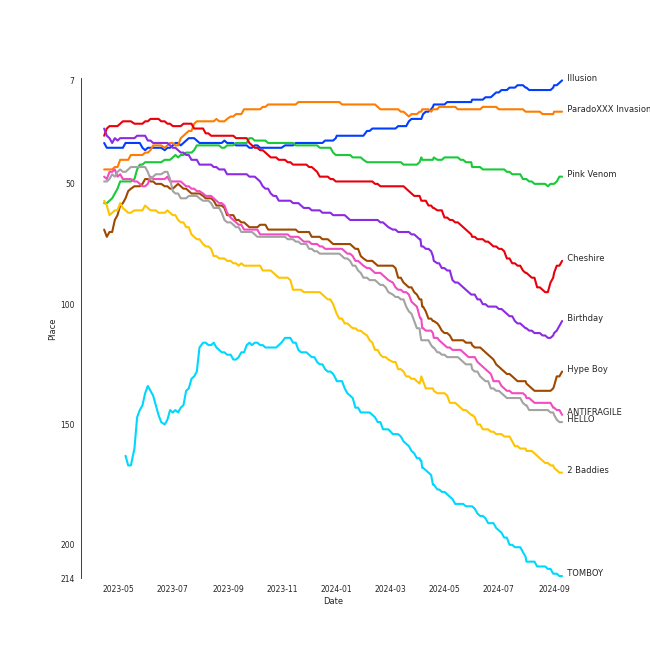 7
50
100
150
200
214
Place
2023-05
2023-07
2023-09
2023-11
2024-01
2024-03
2024-05
2024-07
2024-09
Date
Illusion
ParadoXXX Invasion
Pink Venom
Cheshire
Birthday
Hype Boy
ANTIFRAGILE
HELLO
2 Baddies
TOMBOY